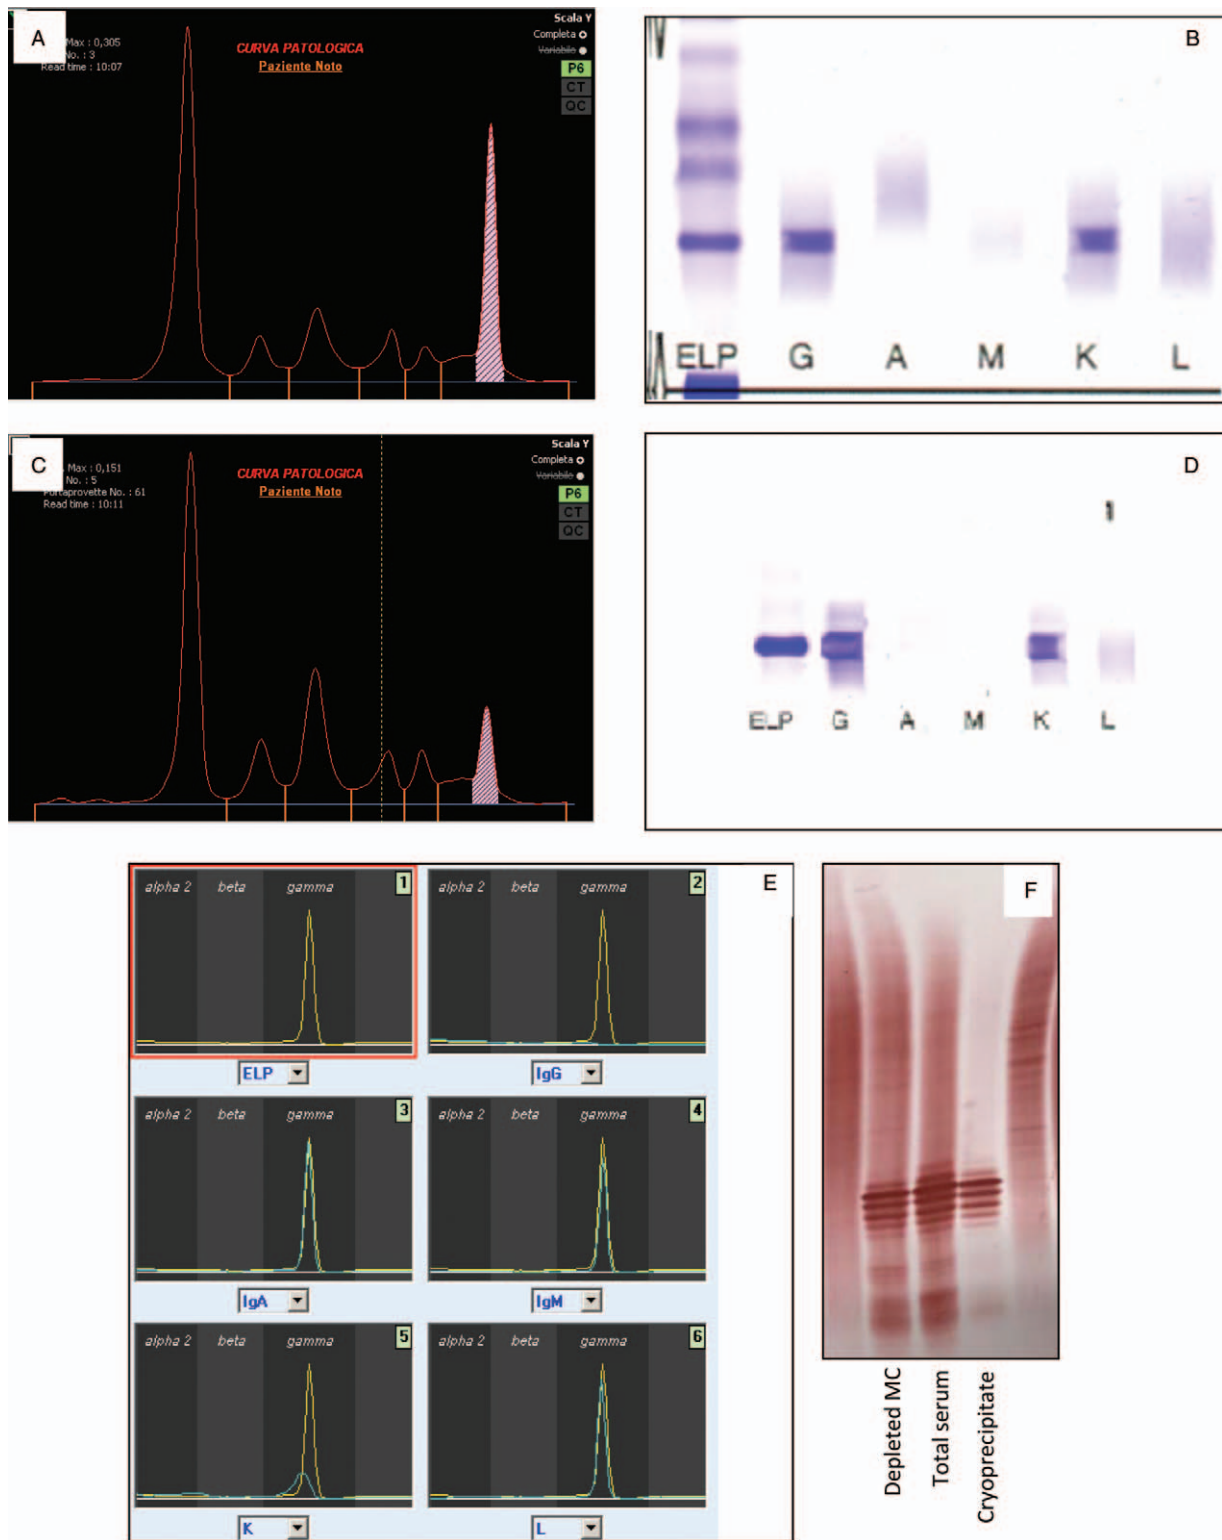 A
Max : 0,305
No. : 3
Read time : 10:07
CURVA PATOLOGICA
Paziente Noto
Scala Y
Completa
Variabile
P6
CT
QC
B
ELP G A M K L
C
Max : 0,151
No. : 5
Portaprovette No. : 61
Read time : 10:11
CURVA PATOLOGICA
Paziente Noto
Scala Y
Completa
Variabile
P6
CT
QC
D
ELP G A M K L
E
alpha 2 beta gamma 1
ELP
alpha 2 beta gamma 2
IgG
alpha 2 beta gamma 3
IgA
alpha 2 beta gamma 4
IgM
alpha 2 beta gamma 5
K
alpha 2 beta gamma 6
L
F
Depleted MC
Total serum
Cryoprecipitate